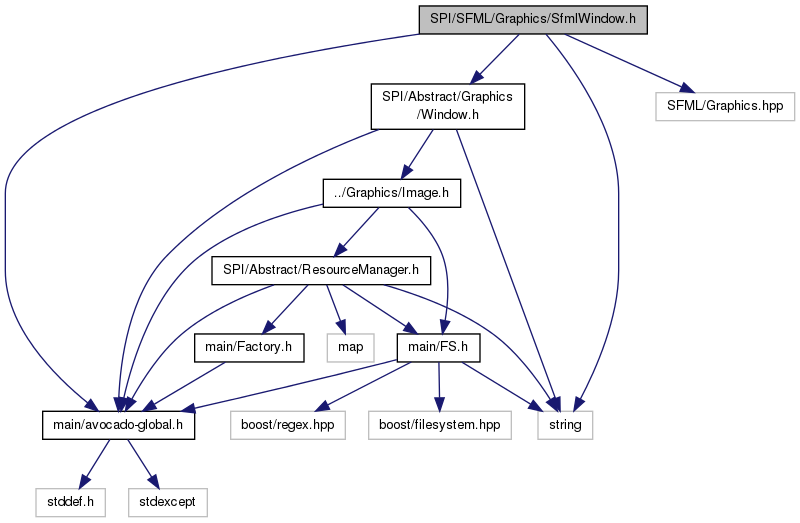 SPI/SFML/Graphics/SfmlWindow.h
SPI/Abstract/Graphics
/Window.h
SFML/Graphics.hpp
../Graphics/Image.h
SPI/Abstract/ResourceManager.h
main/Factory.h
map
main/FS.h
main/avocado-global.h
boost/regex.hpp
boost/filesystem.hpp
string
stddef.h
stdexcept